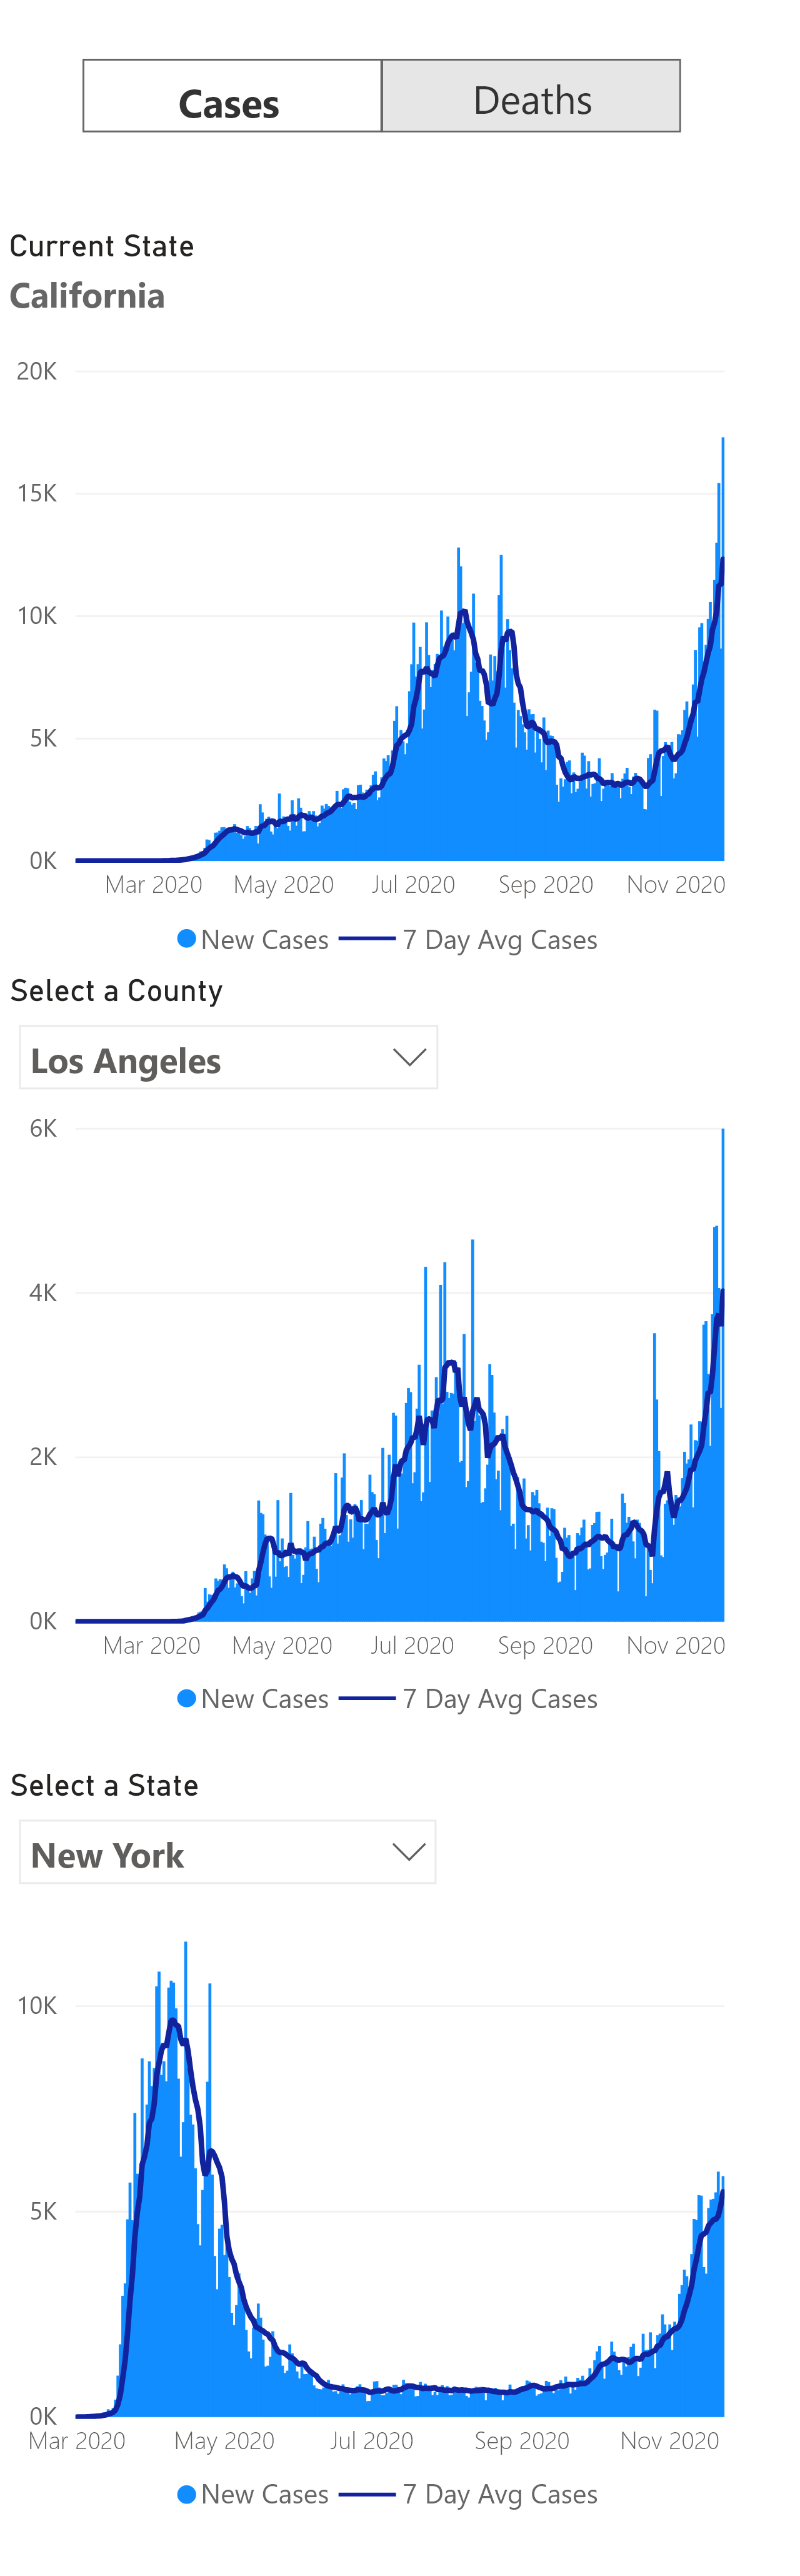 Cases Deaths
Current State
California
20K
15K
10K
5K
0K
Mar 2020 May 2020 Jul 2020 Sep 2020 Nov 2020
New Cases 7 Day Avg Cases
Select a County
Los Angeles
6K
4K
2K
0K
Mar 2020 May 2020 Jul 2020 Sep 2020 Nov 2020
New Cases 7 Day Avg Cases
Select a State
New York
10K
5K
0K
Mar 2020 May 2020 Jul 2020 Sep 2020 Nov 2020
New Cases 7 Day Avg Cases